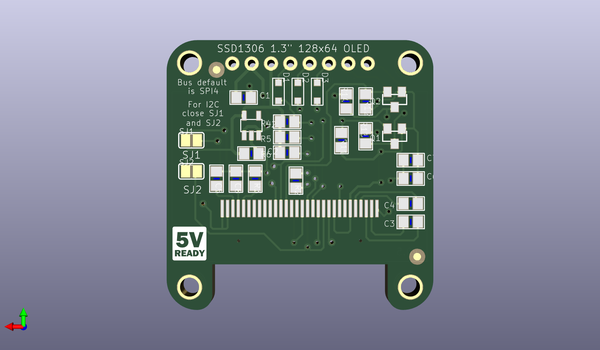 SSD1306 1.3" 128x64 OLED
Bus default
is SPI4
For I2C
close SJ1
and SJ2
C1
SJ1
SJ1
SJ2
C4
C3
5V
READY